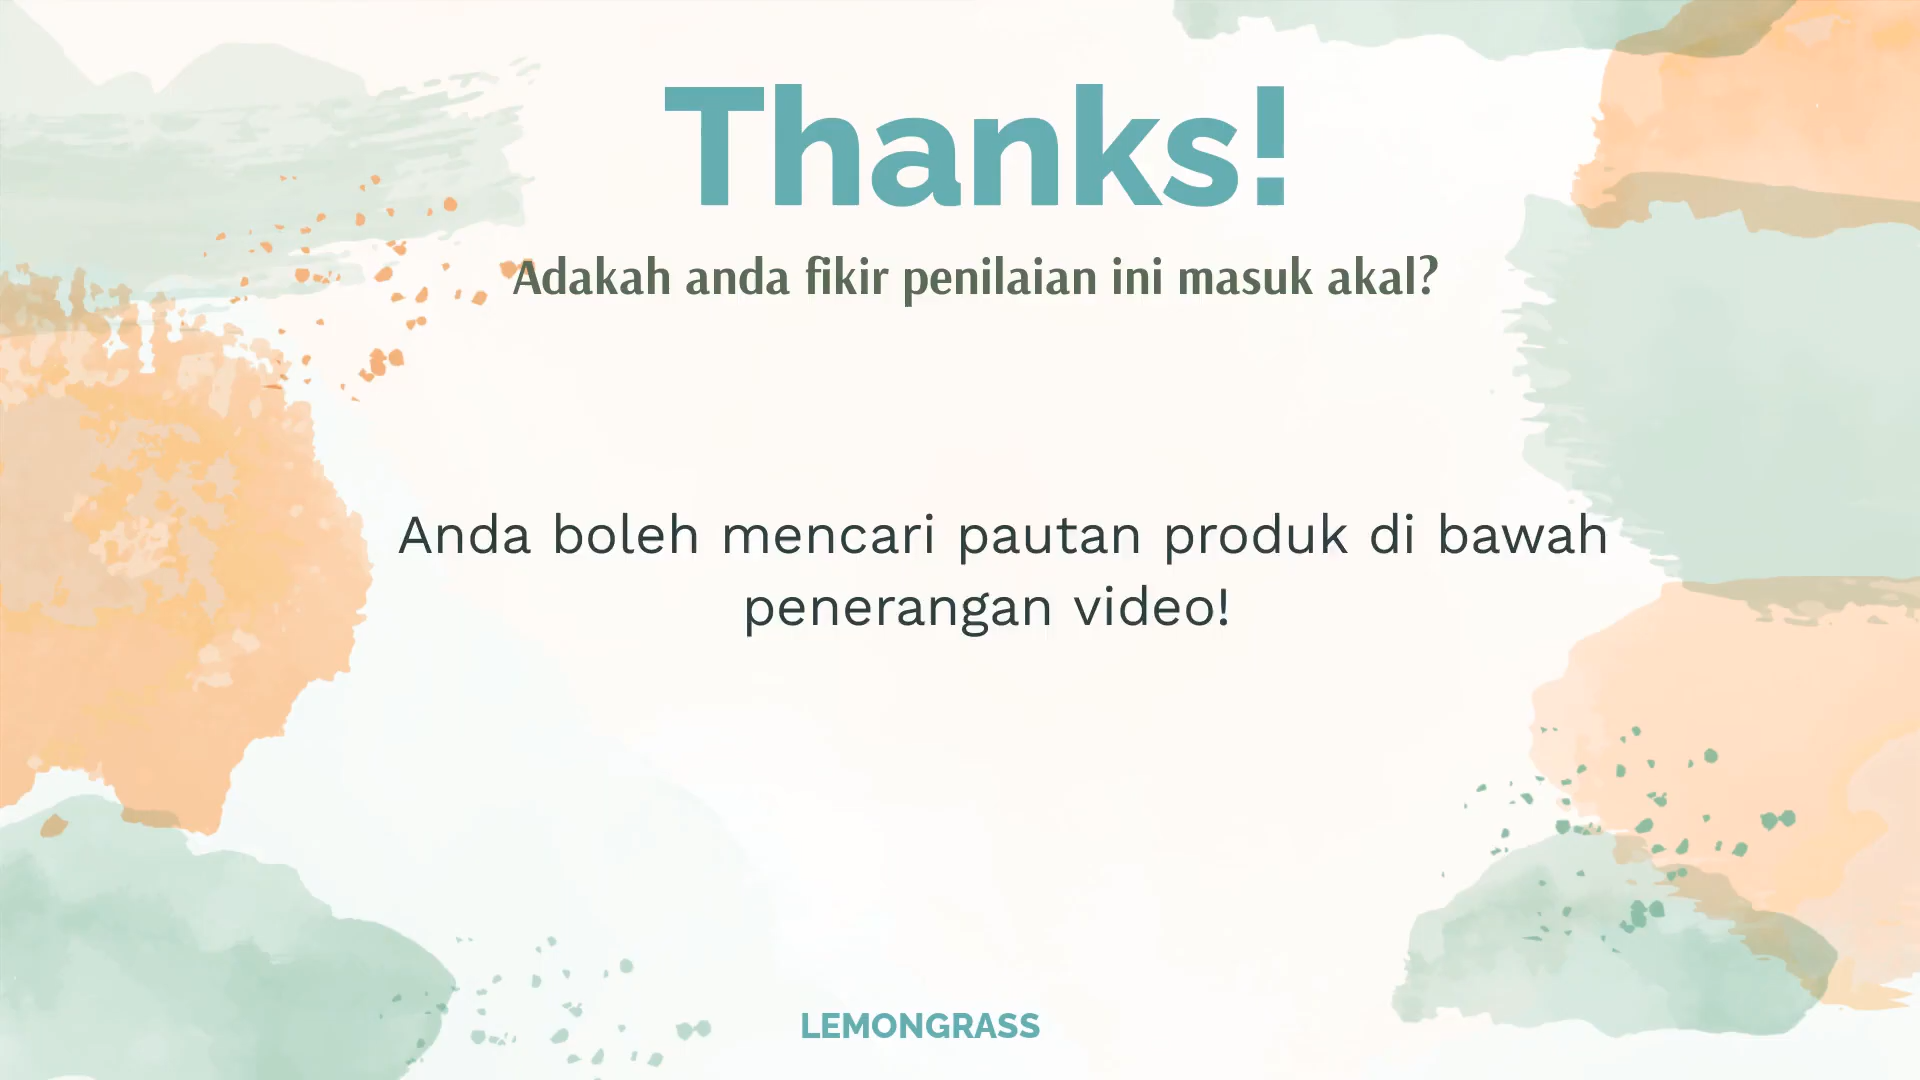 Thanks!
Adakah anda fikir penilaian ini masuk akal?
Anda boleh mencari pautan produk di bawah
penerangan video!
LEMONGRASS